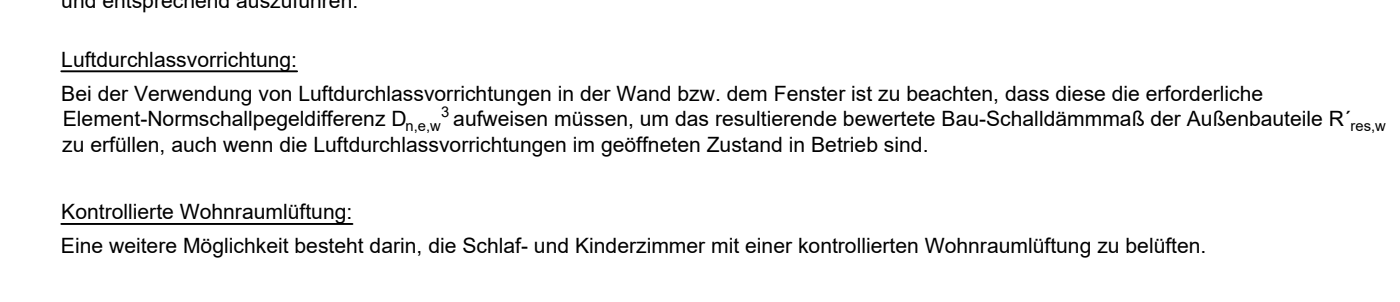 und entsprechend auszuführen.
Luftdurchlassvorrichtung:
Bei der Verwendung von Luftdurchlassvorrichtungen in der Wand bzw. dem Fenster ist zu beachten, dass diese die erforderliche
Element-Normschallpegeldifferenz Dn,e,w³ aufweisen müssen, um das resultierende bewertete Bau-Schalldämmmaß der Außenbauteile R´res,w
zu erfüllen, auch wenn die Luftdurchlassvorrichtungen im geöffneten Zustand in Betrieb sind.
Kontrollierte Wohnraumlüftung:
Eine weitere Möglichkeit besteht darin, die Schlaf- und Kinderzimmer mit einer kontrollierten Wohnraumlüftung zu belüften.